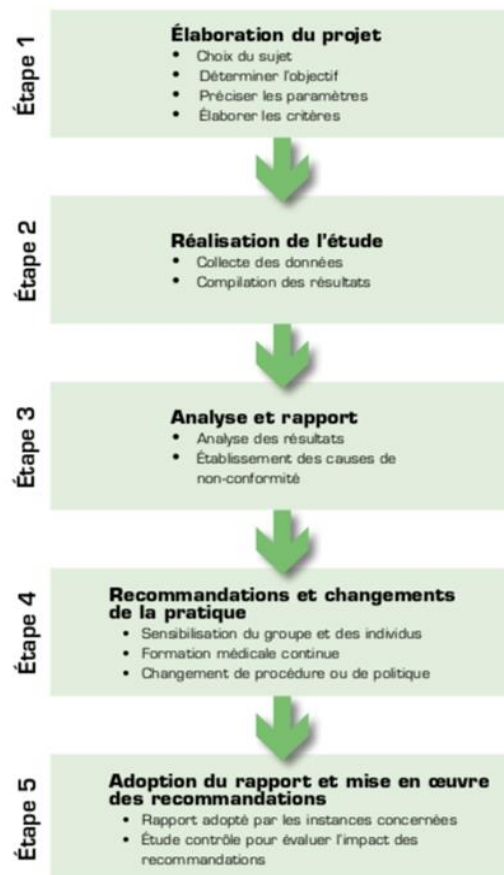 Étape 1
Élaboration du projet
• Choix du sujet
• Déterminer l'objectif
• Préciser les paramètres
• Élaborer les critères
Étape 2
Réalisation de l'étude
• Collecte des données
• Compilation des résultats
Étape 3
Analyse et rapport
• Analyse des résultats
• Établissement des causes de
non-conformité
Étape 4
Recommandations et changements
de la pratique
• Sensibilisation du groupe et des individus
• Formation médicale continue
• Changement de procédure ou de politique
Étape 5
Adoption du rapport et mise en œuvre
des recommandations
• Rapport adopté par les instances concernées
• Étude contrôle pour évaluer l'impact des
recommandations